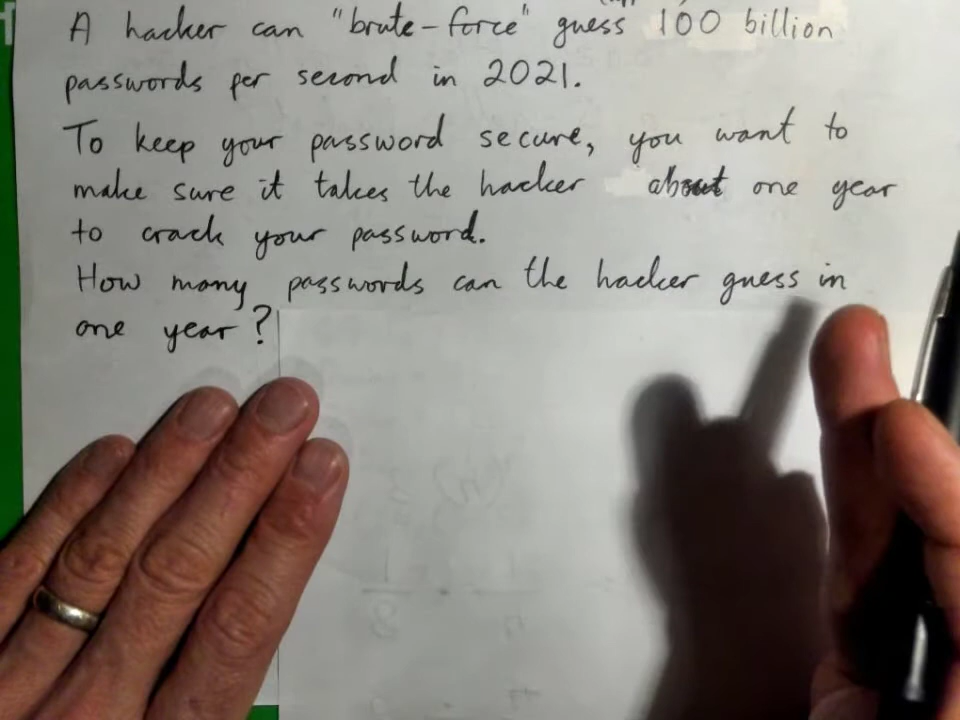 A hacker can "brute-force" guess 100 billion
passwords per second in 2021.
To keep your password secure, you want to
make sure it takes the hacker about one year
to crack your password.
How many passwords can the hacker guess in
one year?